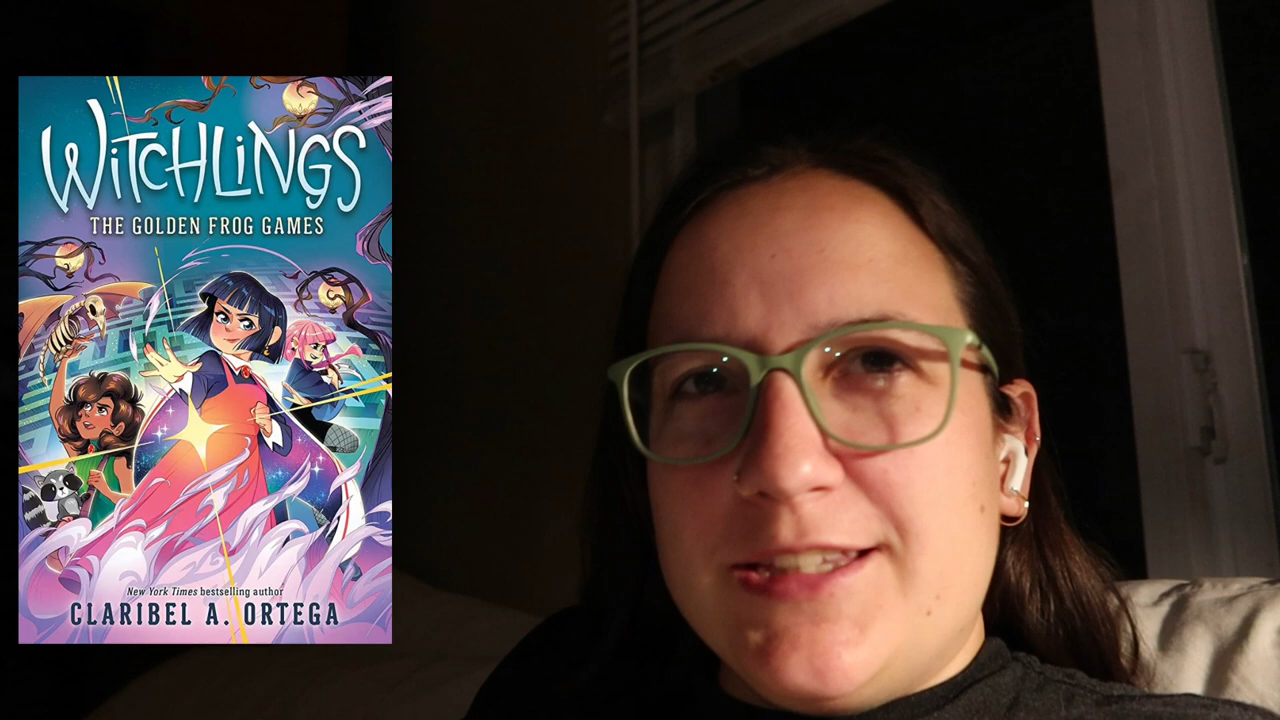 WITCHLINGS
THE GOLDEN FROG GAMES
New York Times bestselling author
CLARIBEL A. ORTEGA